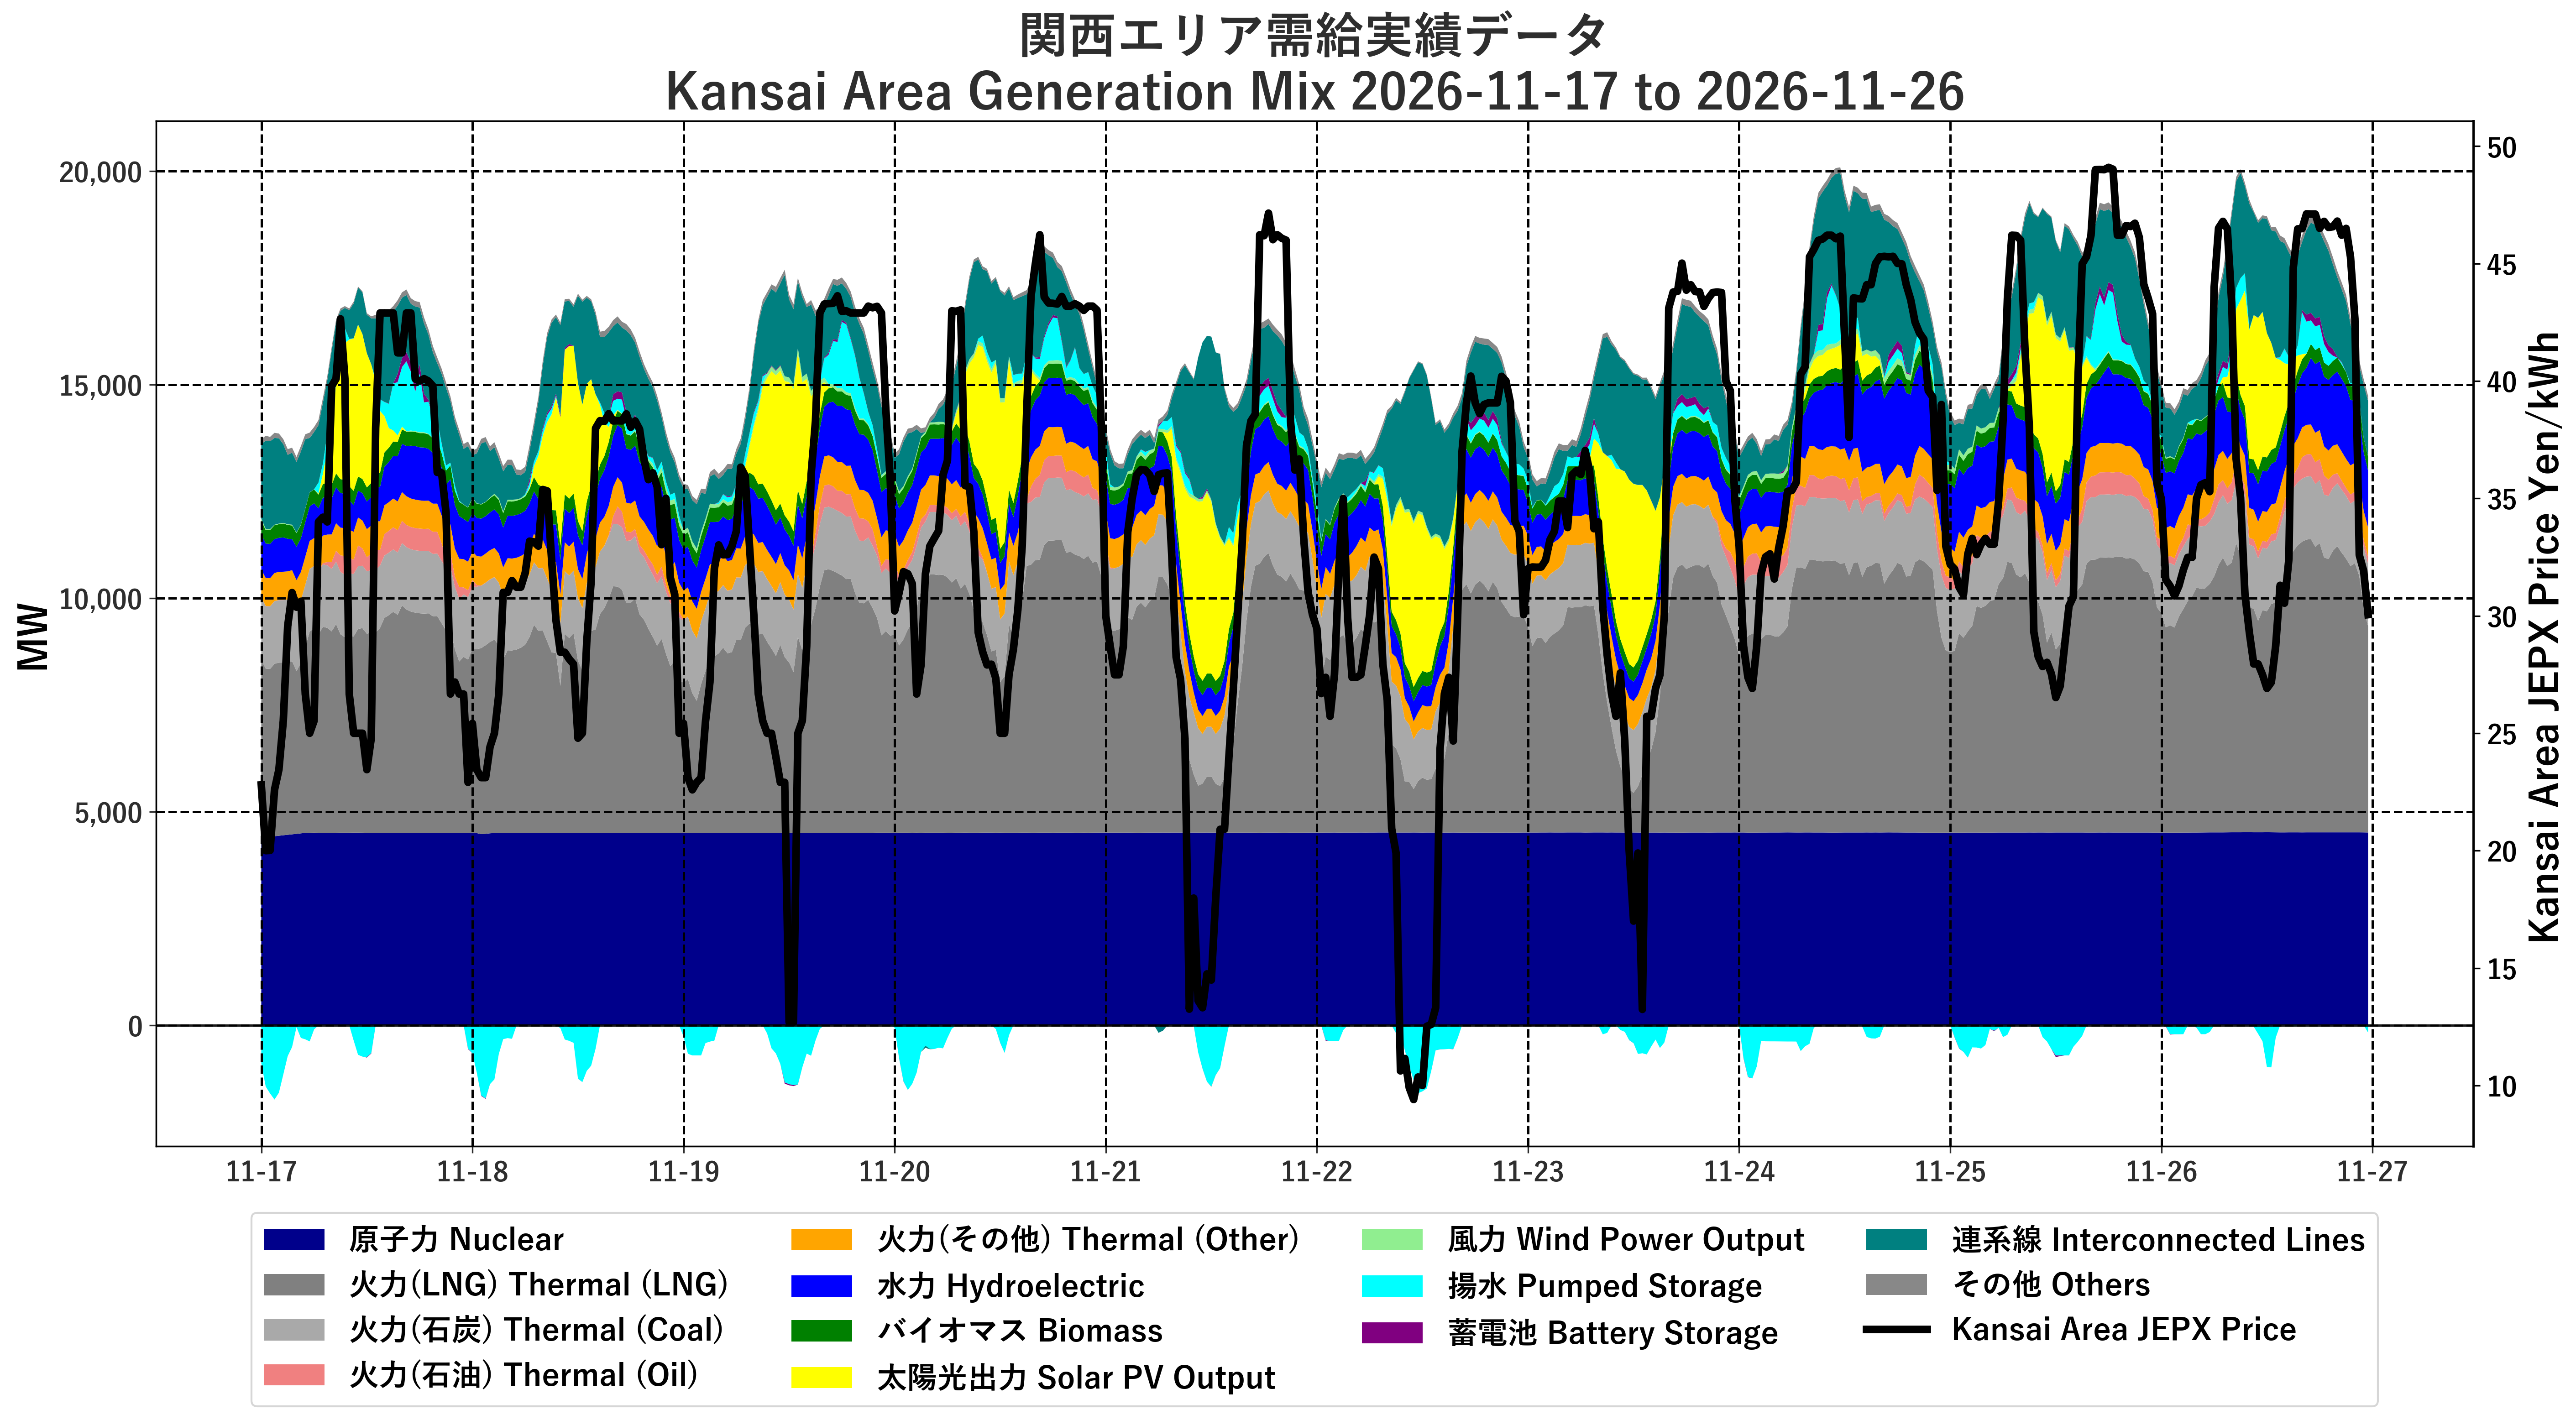 関西エリア需給実績データ
Kansai Area Generation Mix 2026-11-17 to 2026-11-26
MW
20,000
15,000
10,000
5,000
0
50
45
40
35
30
25
20
15
10
Kansai Area JEPX Price Yen/kWh
11-17 11-18 11-19 11-20 11-21 11-22 11-23 11-24 11-25 11-26 11-27
原子力 Nuclear
火力(LNG) Thermal (LNG)
火力(石炭) Thermal (Coal)
火力(石油) Thermal (Oil)
火力(その他) Thermal (Other)
水力 Hydroelectric
バイオマス Biomass
太陽光出力 Solar PV Output
風力 Wind Power Output
揚水 Pumped Storage
蓄電池 Battery Storage
連系線 Interconnected Lines
その他 Others
Kansai Area JEPX Price